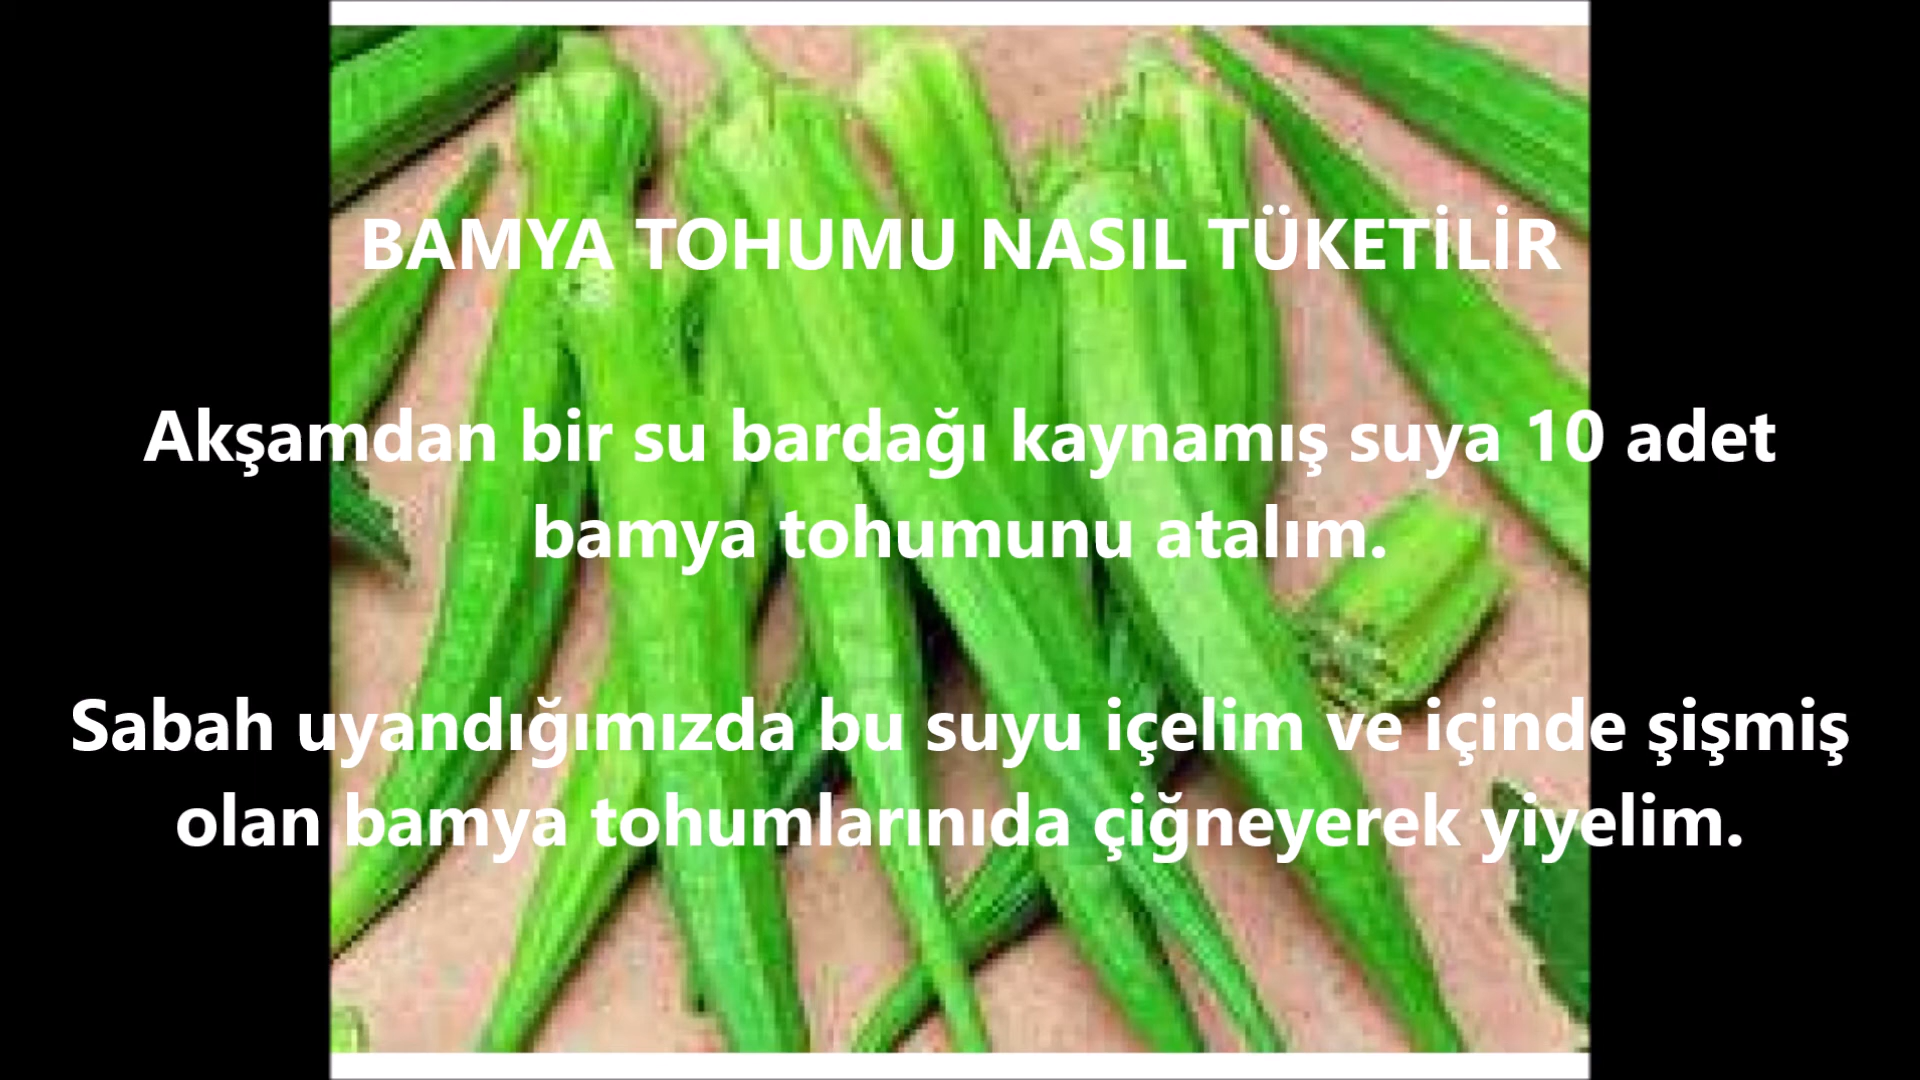 BAMYA TOHUMU NASIL TÜKETİLİR
Akşamdan bir su bardağı kaynamış suya 10 adet
bamya tohumunu atalım.
Sabah uyandığımızda bu suyu içelim ve içinde şişmiş
olan bamya tohumlarınıda çiğneyerek yiyelim.